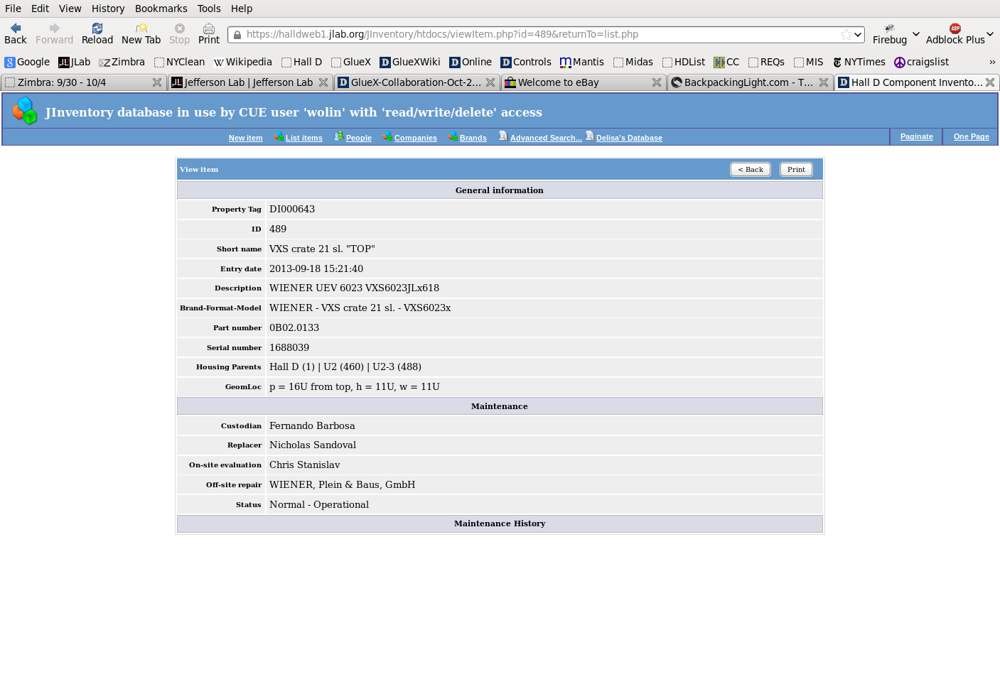 File Edit View History Bookmarks Tools Help
Back Forward Reload New Tab Stop Print https://halldweb1.jlab.org/JInventory/htdocs/viewItem.php?id=489&returnTo=list.php Firebug ABP Adblock Plus
Google JLab Zimbra NYClean Wikipedia Hall D GlueX GlueXWiki Online Controls Mantis Midas HDList CC REQs MIS NYTimes craigslist »
Zimbra: 9/30 - 10/4 Jefferson Lab | Jefferson Lab GlueX-Collaboration-Oct-2... Welcome to eBay BackpackingLight.com - T... Hall D Component Invento...
JInventory database in use by CUE user 'wolin' with 'read/write/delete' access
New item List items People Companies Brands Advanced Search... Delisa's Database Paginate One Page
View item < Back Print
General information
Property Tag DI000643
ID 489
Short name VXS crate 21 sl. "TOP"
Entry date 2013-09-18 15:21:40
Description WIENER UEV 6023 VXS6023JLx618
Brand-Format-Model WIENER - VXS crate 21 sl. - VXS6023x
Part number 0B02.0133
Serial number 1688039
Housing Parents Hall D (1) | U2 (460) | U2-3 (488)
GeomLoc p = 16U from top, h = 11U, w = 11U
Maintenance
Custodian Fernando Barbosa
Replacer Nicholas Sandoval
On-site evaluation Chris Stanislav
Off-site repair WIENER, Plein & Baus, GmbH
Status Normal - Operational
Maintenance History